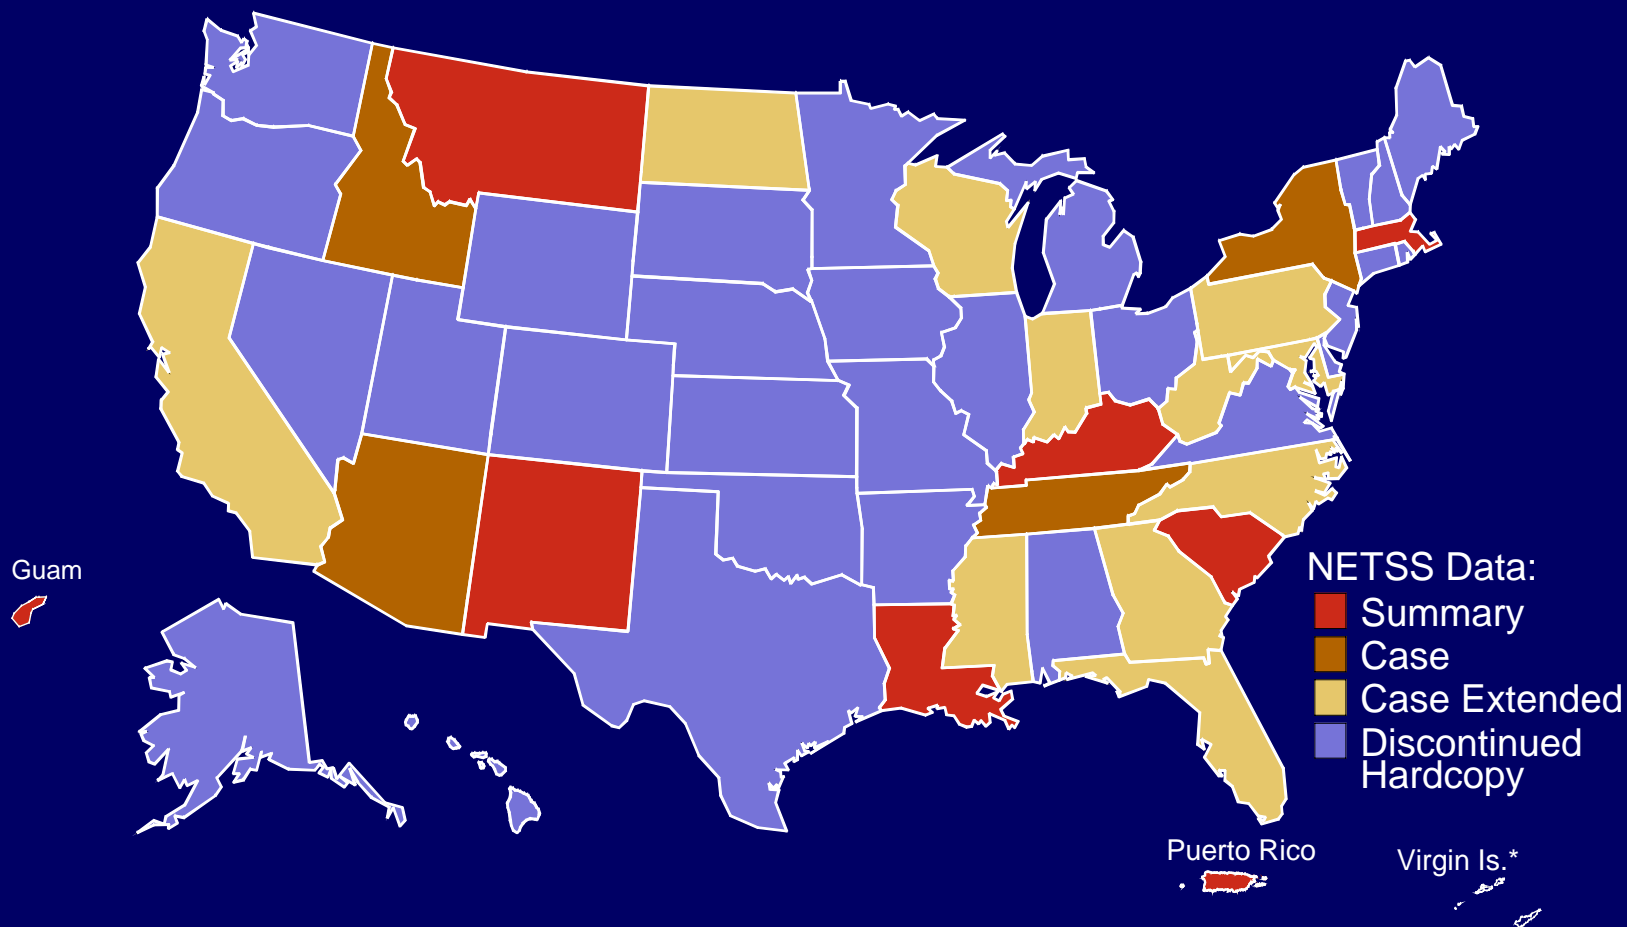 Guam
NETSS Data:
Summary
Case
Case Extended
Discontinued
Hardcopy
Puerto Rico
Virgin Is.*